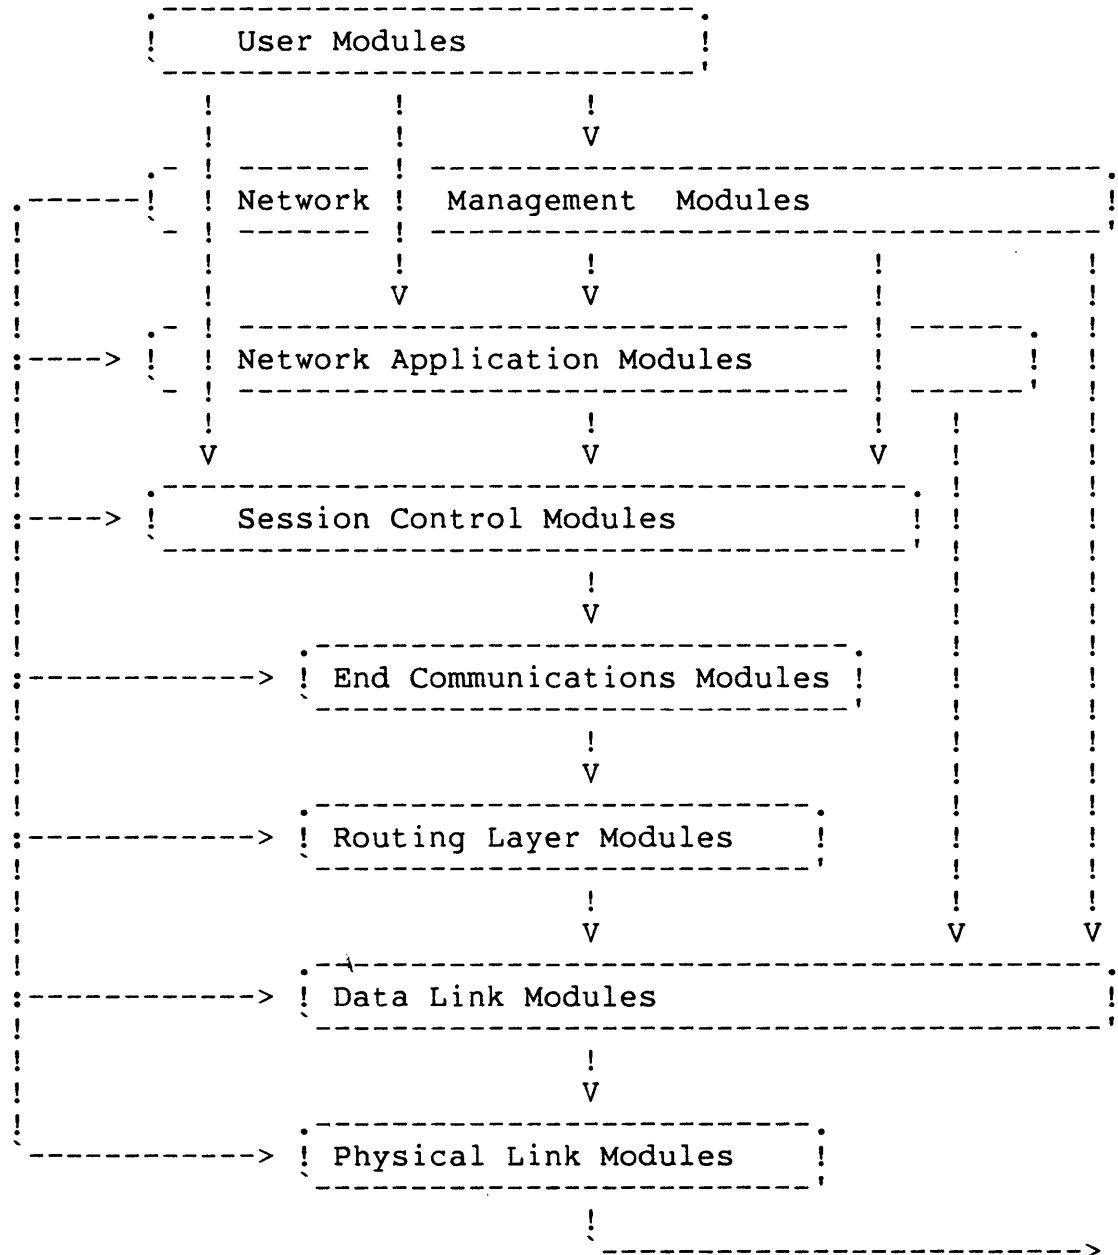 User Modules
Network Management Modules
Network Application Modules
Session Control Modules
End Communications Modules
Routing Layer Modules
Data Link Modules
Physical Link Modules